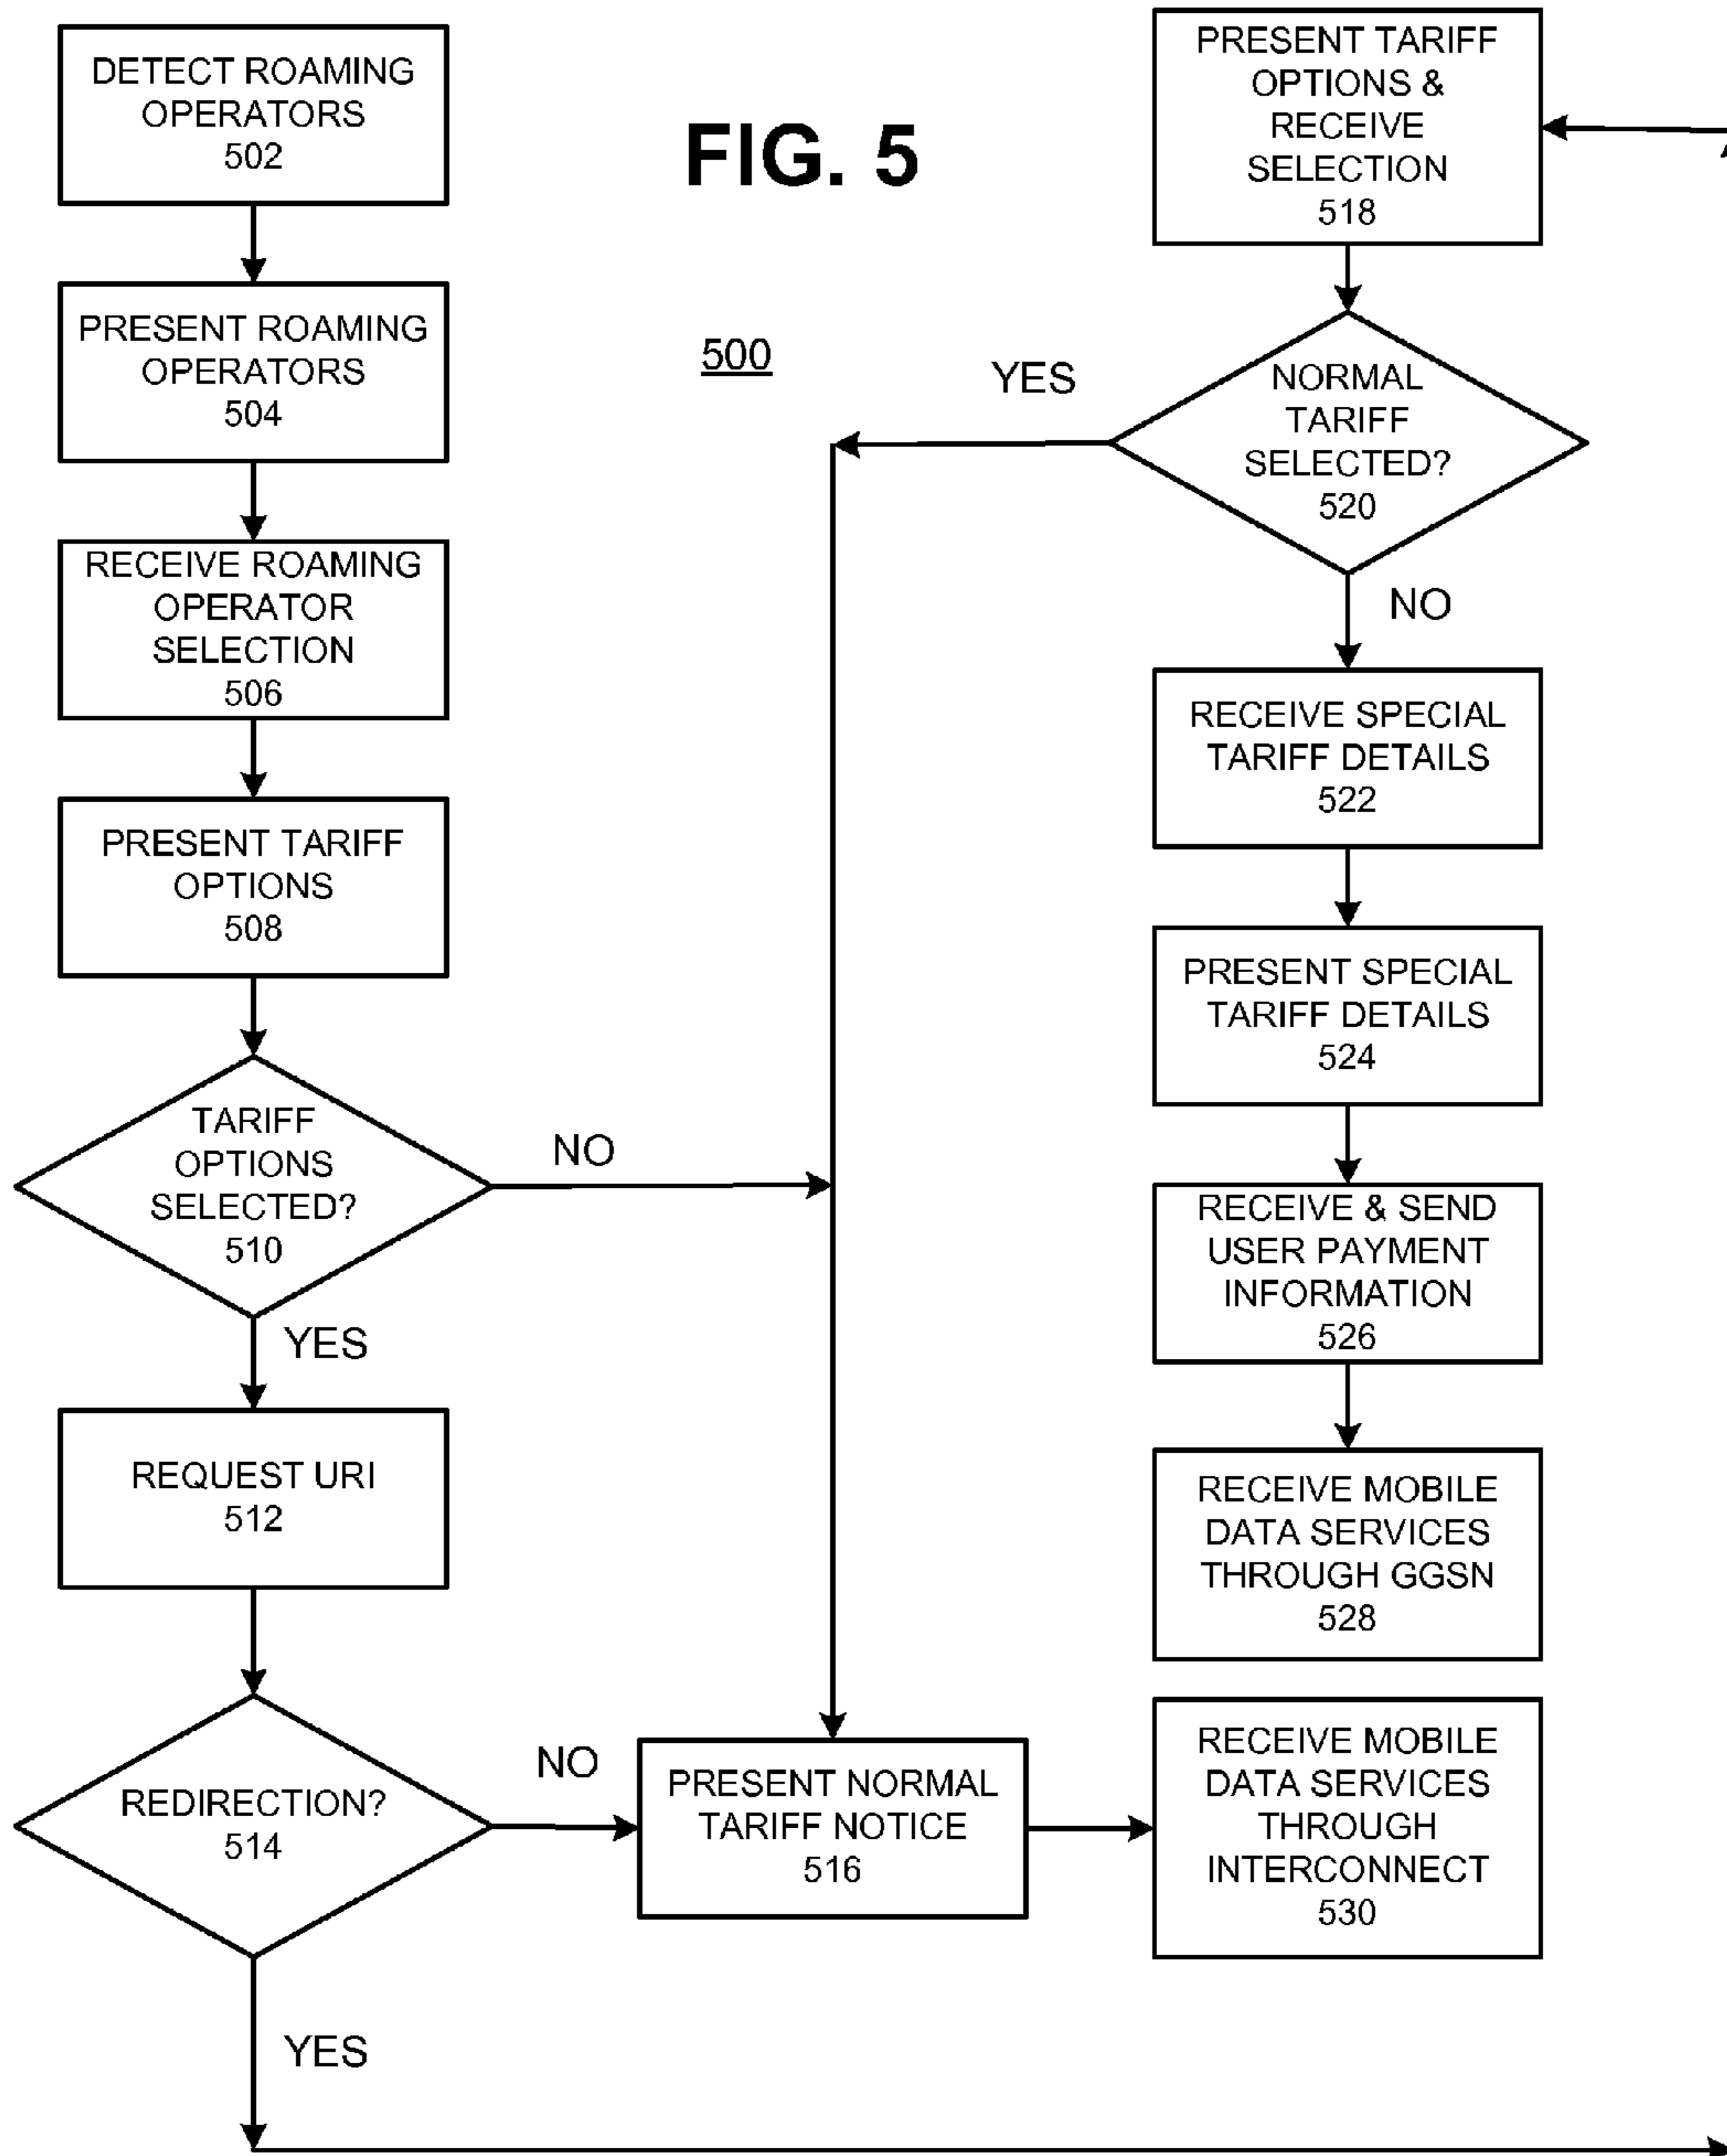 DETECT ROAMING
OPERATORS
502
PRESENT ROAMING
OPERATORS
504
RECEIVE ROAMING
OPERATOR
SELECTION
506
PRESENT TARIFF
OPTIONS
508
TARIFF
OPTIONS
SELECTED?
510
NO
YES
REQUEST URI
512
REDIRECTION?
514
NO
YES
FIG. 5
500
PRESENT NORMAL
TARIFF NOTICE
516
PRESENT TARIFF
OPTIONS &
RECEIVE
SELECTION
518
YES
NORMAL
TARIFF
SELECTED?
520
NO
RECEIVE SPECIAL
TARIFF DETAILS
522
PRESENT SPECIAL
TARIFF DETAILS
524
RECEIVE & SEND
USER PAYMENT
INFORMATION
526
RECEIVE MOBILE
DATA SERVICES
THROUGH GGSN
528
RECEIVE MOBILE
DATA SERVICES
THROUGH
INTERCONNECT
530